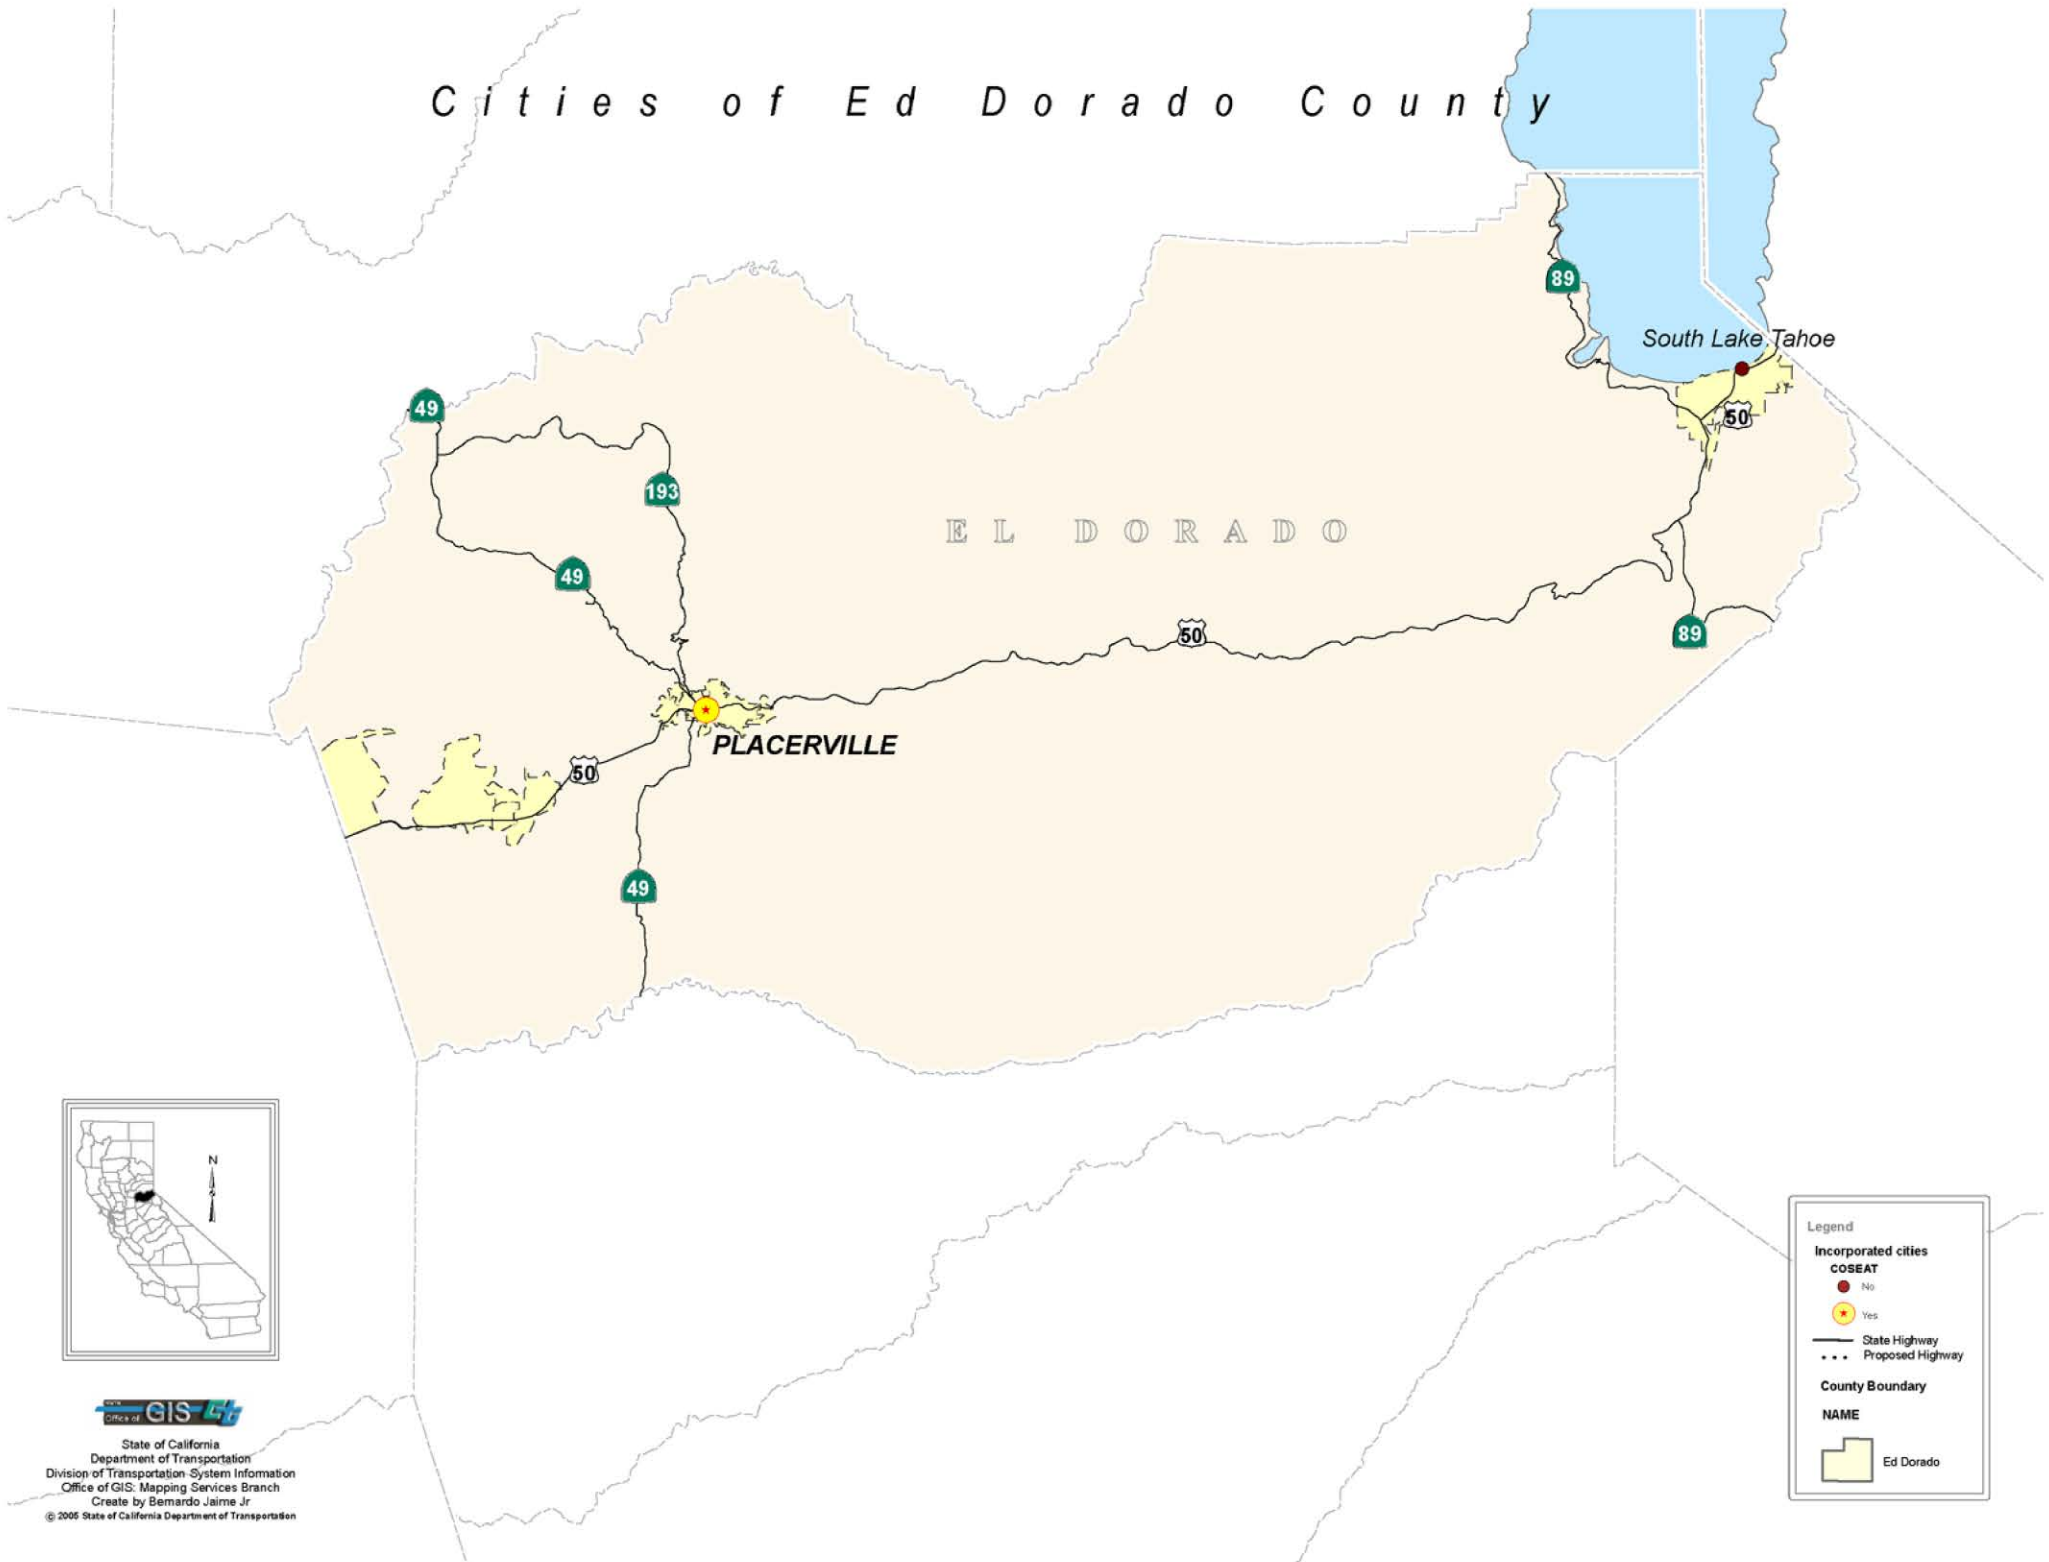 Cities of Ed Dorado County
89
South Lake Tahoe
50
49
193
EL DORADO
49
50
89
PLACERVILLE
50
49
N
Legend
Incorporated cities
COSEAT
No
Yes
State Highway
Proposed Highway
County Boundary
NAME
Ed Dorado
Office of GIS
State of California
Department of Transportation
Division of Transportation System Information
Office of GIS: Mapping Services Branch
Create by Bernardo Jaime Jr
© 2005 State of California Department of Transportation